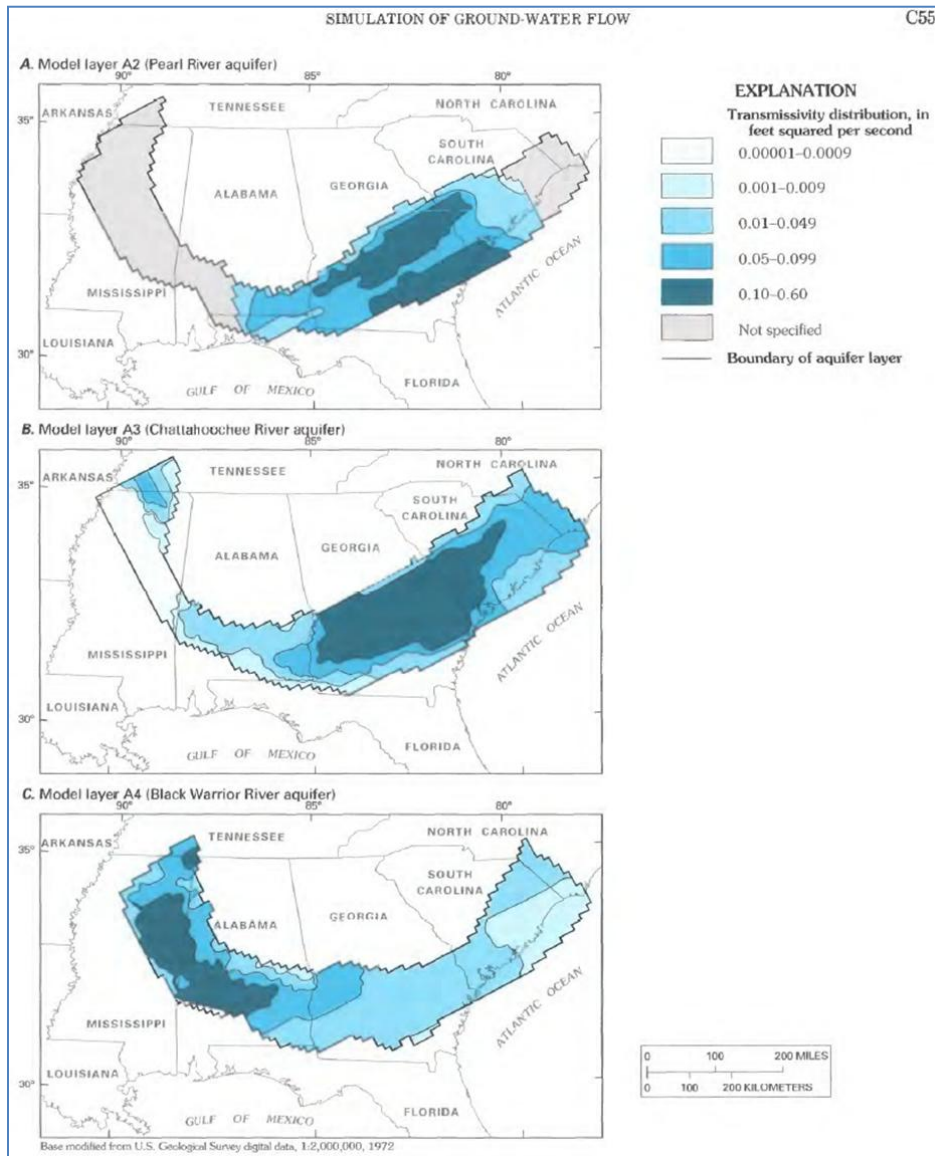 SIMULATION OF GROUND-WATER FLOW
C55
A. Model layer A2 (Pearl River aquifer)
90°
85°
80°
ARKANSAS
TENNESSEE
NORTH CAROLINA
35°
SOUTH
CAROLINA
ALABAMA
GEORGIA
MISSISSIPPI
ATLANTIC OCEAN
LOUISIANA
30°
GULF OF MEXICO
FLORIDA
EXPLANATION
Transmissivity distribution, in
feet squared per second
0.00001–0.0009
0.001–0.009
0.01–0.049
0.05–0.099
0.10–0.60
Not specified
Boundary of aquifer layer
B. Model layer A3 (Chattahoochee River aquifer)
90°
85°
80°
ARKANSAS
TENNESSEE
NORTH CAROLINA
35°
SOUTH
CAROLINA
ALABAMA
GEORGIA
MISSISSIPPI
ATLANTIC OCEAN
LOUISIANA
30°
GULF OF MEXICO
FLORIDA
C. Model layer A4 (Black Warrior River aquifer)
90°
85°
80°
ARKANSAS
TENNESSEE
NORTH CAROLINA
35°
SOUTH
CAROLINA
ALABAMA
GEORGIA
MISSISSIPPI
ATLANTIC OCEAN
LOUISIANA
30°
GULF OF MEXICO
FLORIDA
0 100 200 MILES
0 100 200 KILOMETERS
Base modified from U.S. Geological Survey digital data, 1:2,000,000, 1972